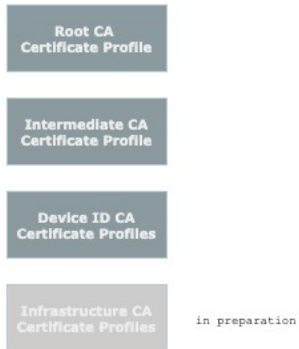 Root CA
Certificate Profile
Intermediate CA
Certificate Profile
Device ID CA
Certificate Profiles
Infrastructure CA
Certificate Profiles
in preparation